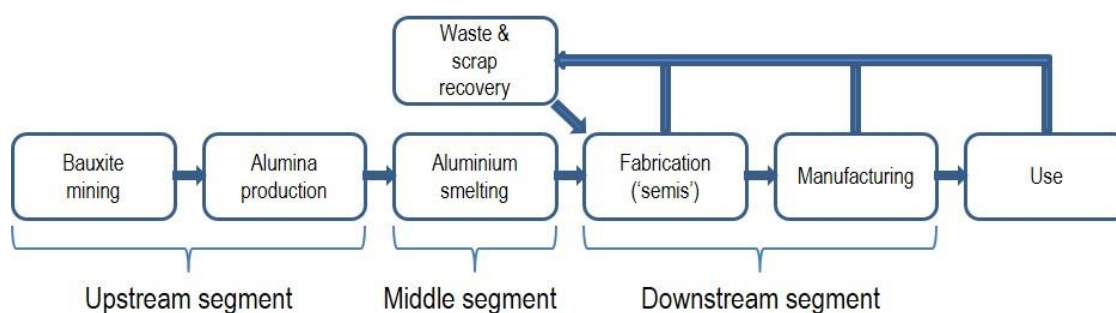 Waste &
scrap
recovery
Bauxite
mining
Alumina
production
Aluminium
smelting
Fabrication
('semis')
Manufacturing
Use
Upstream segment
Middle segment
Downstream segment